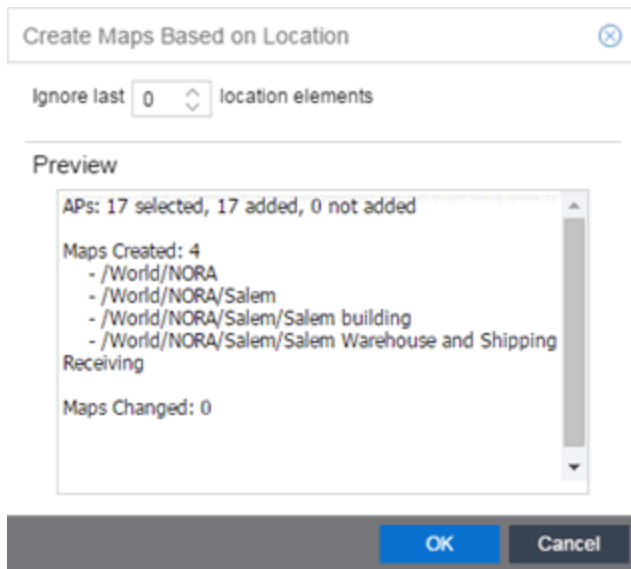 Create Maps Based on Location
Ignore last 0 location elements
Preview
APs: 17 selected, 17 added, 0 not added
Maps Created: 4
- /World/NORA
- /World/NORA/Salem
- /World/NORA/Salem/Salem building
- /World/NORA/Salem/Salem Warehouse and Shipping
Receiving
Maps Changed: 0
OK Cancel